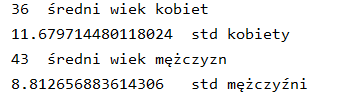 36  średni wiek kobiet
11.679714480118024  std kobiety
43  średni wiek mężczyzn
8.812656883614306   std mężczyźni